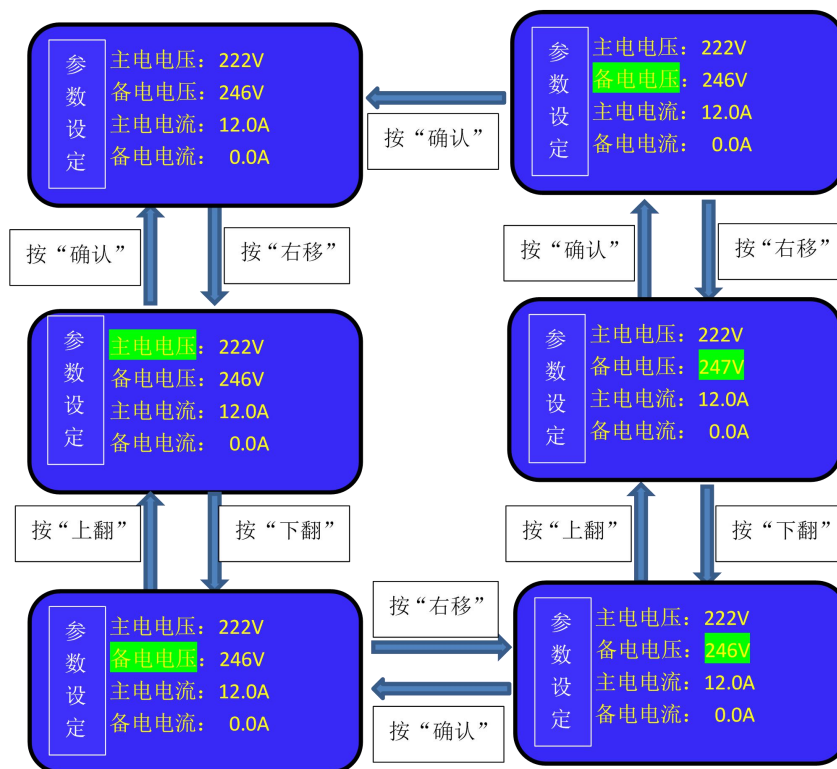 参数设定
主电电压：222V
备电电压：246V
主电电流：12.0A
备电电流： 0.0A
按“确认”
参数设定
主电电压：222V
备电电压：246V
主电电流：12.0A
备电电流： 0.0A
按“确认”
按“右移”
按“确认”
按“右移”
参数设定
主电电压：222V
备电电压：246V
主电电流：12.0A
备电电流： 0.0A
参数设定
主电电压：222V
备电电压：247V
主电电流：12.0A
备电电流： 0.0A
按“上翻”
按“下翻”
按“上翻”
按“下翻”
参数设定
主电电压：222V
备电电压：246V
主电电流：12.0A
备电电流： 0.0A
按“右移”
按“确认”
参数设定
主电电压：222V
备电电压：246V
主电电流：12.0A
备电电流： 0.0A